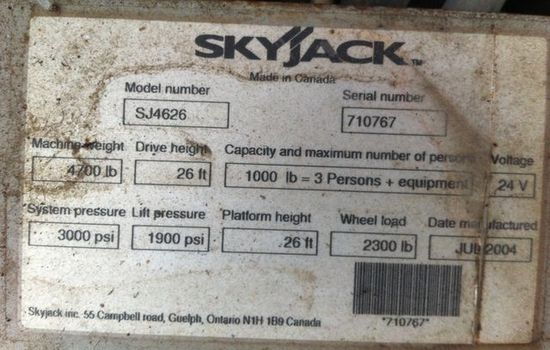 SKYJACK™
Made in Canada
Model number Serial number
SJ4626 710767
Machine weight Drive height Capacity and maximum number of persons Voltage
4700 lb 26 ft 1000 lb = 3 Persons + equipment 24 V
System pressure Lift pressure Platform height Wheel load Date manufactured
3000 psi 1900 psi 26 ft 2300 lb JUL 2004
*710767*
Skyjack inc. 55 Campbell road, Guelph, Ontario N1H 1B9 Canada